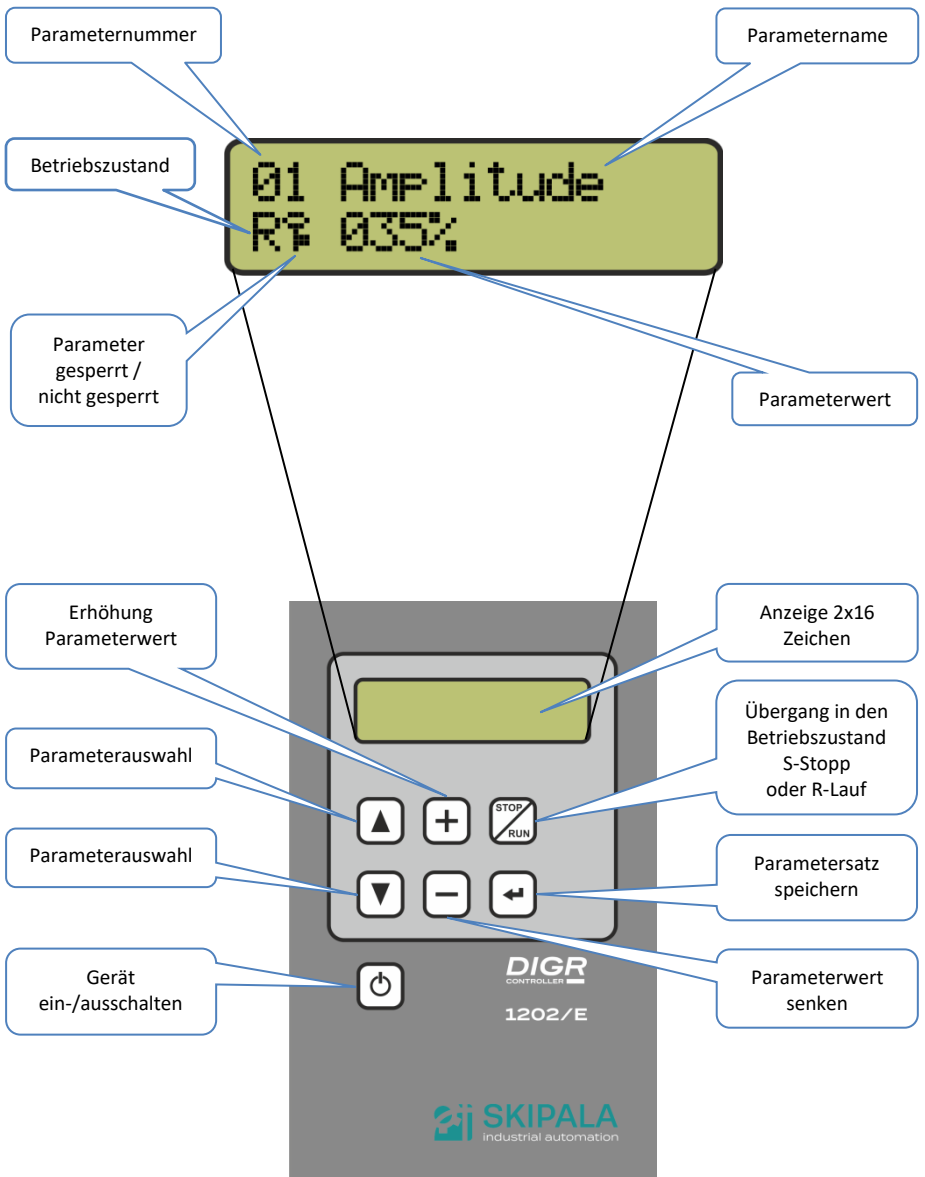 Parameternummer
Parametername
Betriebszustand
01 Amplitude
R 035%
Parameter
gesperrt /
nicht gesperrt
Parameterwert
Erhöhung
Parameterwert
Anzeige 2x16
Zeichen
Parameterauswahl
Übergang in den
Betriebszustand
S-Stopp
oder R-Lauf
STOP
RUN
Parameterauswahl
Parametersatz
speichern
Gerät
ein-/ausschalten
DIGR
CONTROLLER
1202/E
Parameterwert
senken
SKIPALA
industrial automation